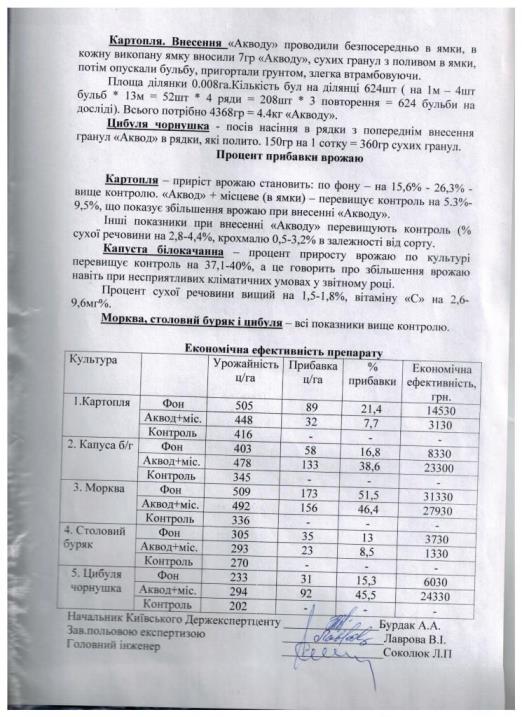 Картопля. Внесення «Акводу» проводили безпосередньо в ямки, в
кожну викопану ямку вносили 7гр «Акводу», сухих гранул з поливом в ямки,
потім опускали бульбу, пригортали ґрунтом, злегка втрамбовуючи.
Площа ділянки 0.008га.Кількість бул на ділянці 624шт ( на 1м – 4шт
бульб * 13м = 52шт * 4 ряди = 208шт * 3 повторення = 624 бульби на
досліді). Всього потрібно 4368гр = 4.4кг «Акводу».
Цибуля чорнушка - посів насіння в рядки з попереднім внесення
гранул «Аквод» в рядки, які полито. 150гр на 1 сотку = 360гр сухих гранул.
Процент прибавки врожаю
Картопля – приріст врожаю становить: по фону – на 15,6% - 26,3% -
вище контролю. «Аквод» + місцеве (в ямки) – перевищує контроль на 5.3%-
9,5%, що показує збільшення врожаю при внесенні «Акводу».
Інші показники при внесенні «Акводу» перевищують контроль (%
сухої речовини на 2,8-4,4%, крохмалю 0,5-3,2% в залежності від сорту.
Капуста білокачанна – процент приросту врожаю по культурі
перевищує контроль на 37,1-40%, а це говорить про збільшення врожаю
навіть при несприятливих кліматичних умовах у звітному році.
Процент сухої речовини вищий на 1,5-1,8%, вітаміну «С» на 2,6-
9,6мг%.
Морква, столовий буряк і цибуля – всі показники вище контролю.
Економічна ефективність препарату
Культура Урожайність ц/га Прибавка ц/га % прибавки Економічна ефективність, грн.
1.Картопля Фон 505 89 21,4 14530
Аквод+міс. 448 32 7,7 3130
Контроль 416 - - -
2. Капуса б/г Фон 403 58 16,8 8330
Аквод+міс. 478 133 38,6 23300
Контроль 345 - - -
3. Морква Фон 509 173 51,5 31330
Аквод+міс. 492 156 46,4 27930
Контроль 336 - - -
4. Столовий буряк Фон 305 35 13 3730
Аквод+міс. 293 23 8,5 1330
Контроль 270 - - -
5. Цибуля чорнушка Фон 233 31 15,3 6030
Аквод+міс. 294 92 45,5 24330
Контроль 202 - - -
Начальник Київського Держекспертценту Бурдак А.А.
Зав.польовою експертизою Лаврова В.І.
Головний інженер Соколюк Л.П